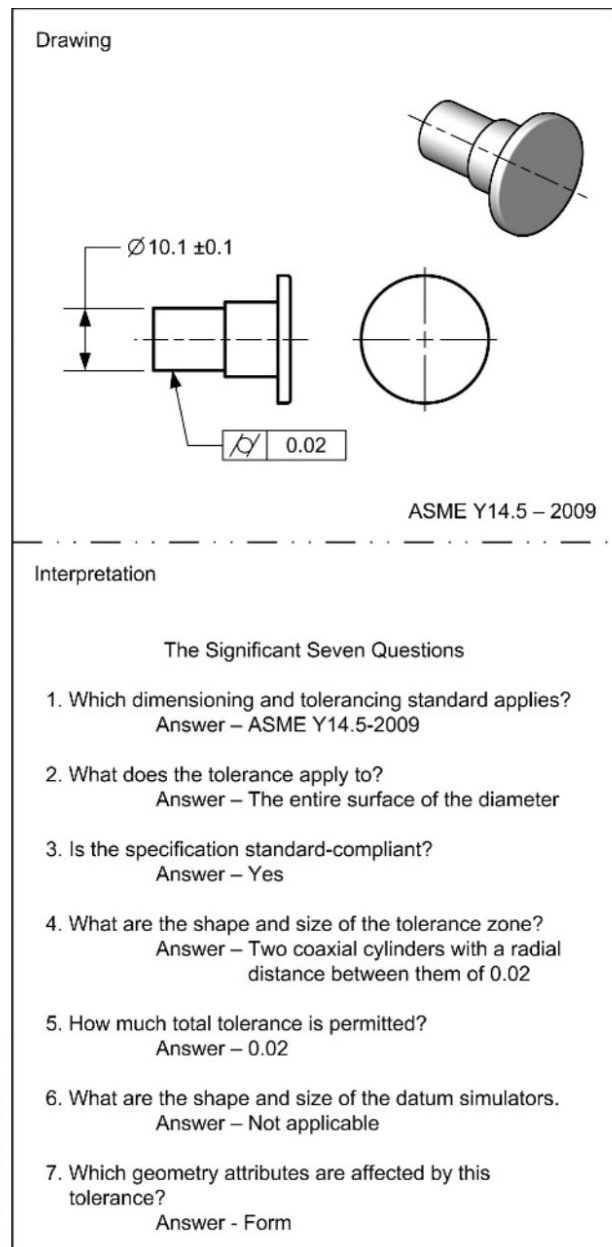 Drawing
Ø10.1 ±0.1
0.02
ASME Y14.5 – 2009
Interpretation
The Significant Seven Questions
1. Which dimensioning and tolerancing standard applies?
Answer – ASME Y14.5-2009
2. What does the tolerance apply to?
Answer – The entire surface of the diameter
3. Is the specification standard-compliant?
Answer – Yes
4. What are the shape and size of the tolerance zone?
Answer – Two coaxial cylinders with a radial
distance between them of 0.02
5. How much total tolerance is permitted?
Answer – 0.02
6. What are the shape and size of the datum simulators.
Answer – Not applicable
7. Which geometry attributes are affected by this
tolerance?
Answer - Form